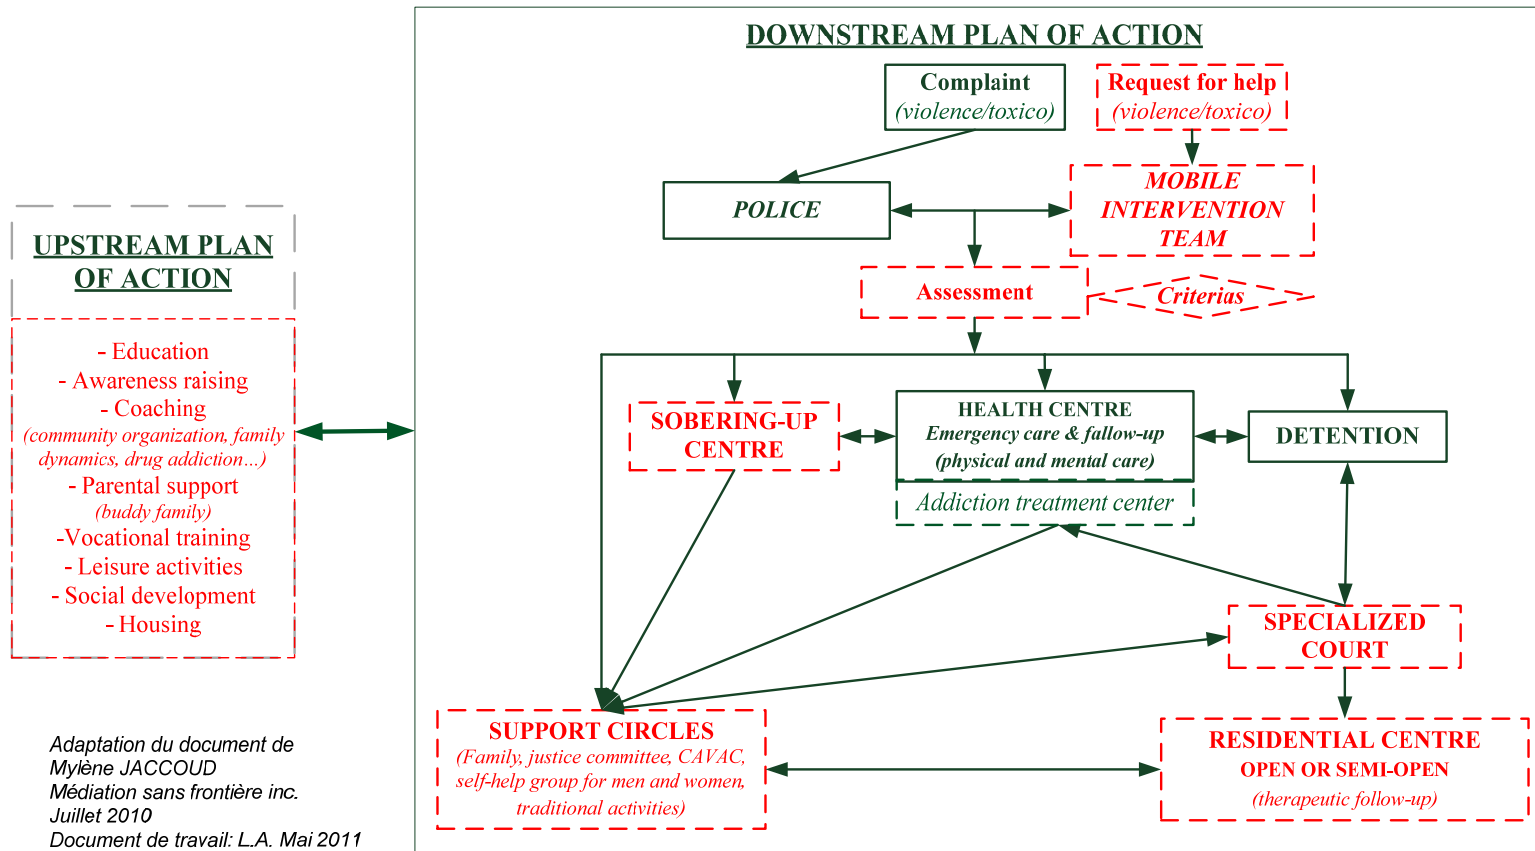 DOWNSTREAM PLAN OF ACTION
Complaint
(violence/toxico)
Request for help
(violence/toxico)
POLICE
MOBILE
INTERVENTION
TEAM
Assessment
Criterias
UPSTREAM PLAN
OF ACTION
- Education
- Awareness raising
- Coaching
(community organization, family
dynamics, drug addiction...)
- Parental support
(buddy family)
-Vocational training
- Leisure activities
- Social development
- Housing
SOBERING-UP
CENTRE
HEALTH CENTRE
Emergency care & fallow-up
(physical and mental care)
Addiction treatment center
DETENTION
SPECIALIZED
COURT
SUPPORT CIRCLES
(Family, justice committee, CAVAC,
self-help group for men and women,
traditional activities)
RESIDENTIAL CENTRE
OPEN OR SEMI-OPEN
(therapeutic follow-up)
Adaptation du document de
Mylène JACCOUD
Médiation sans frontière inc.
Juillet 2010
Document de travail: L.A. Mai 2011